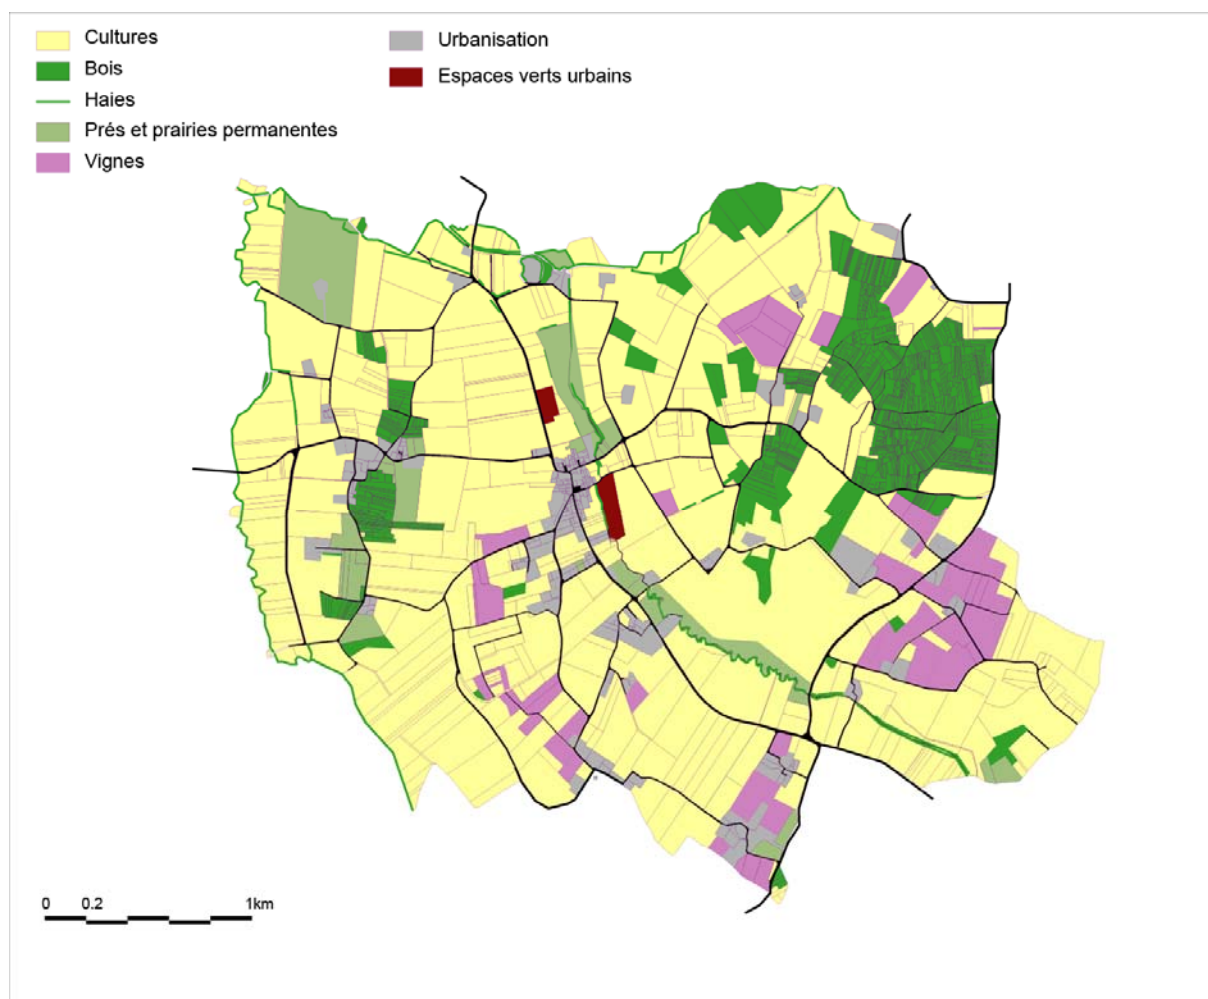 Cultures
Bois
Haies
Prés et prairies permanentes
Vignes
Urbanisation
Espaces verts urbains
0 0.2 1km